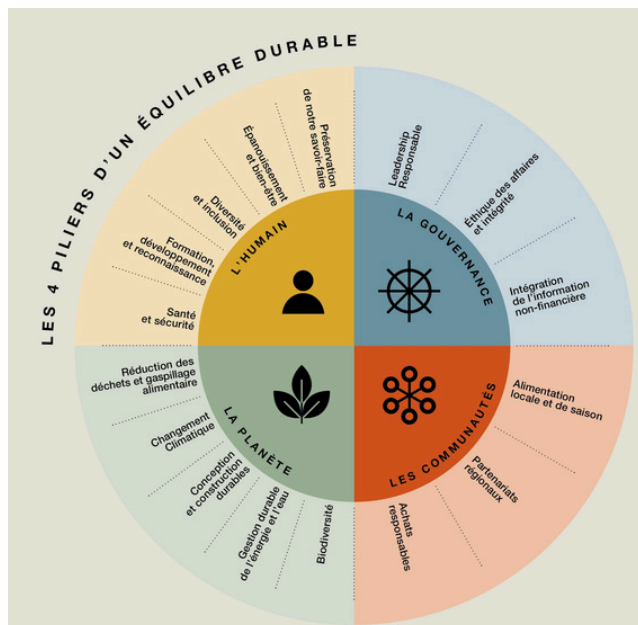 LES 4 PILIERS D'UN ÉQUILIBRE DURABLE
L'HUMAIN
Santé
et sécurité
Formation,
développement
et reconnaissance
Diversité
et inclusion
Épanouissement
et bien-être
Préservation
de notre savoir-faire
LA GOUVERNANCE
Leadership
Responsable
Éthique des affaires
et intégrité
Intégration
de l'information
non-financière
LES COMMUNAUTÉS
Alimentation
locale et de saison
Partenariats
régionaux
Achats
responsables
LA PLANÈTE
Réduction des
déchets et gaspillage
alimentaire
Changement
Climatique
Conception
et construction
durables
Gestion durable
de l'énergie et l'eau
Biodiversité